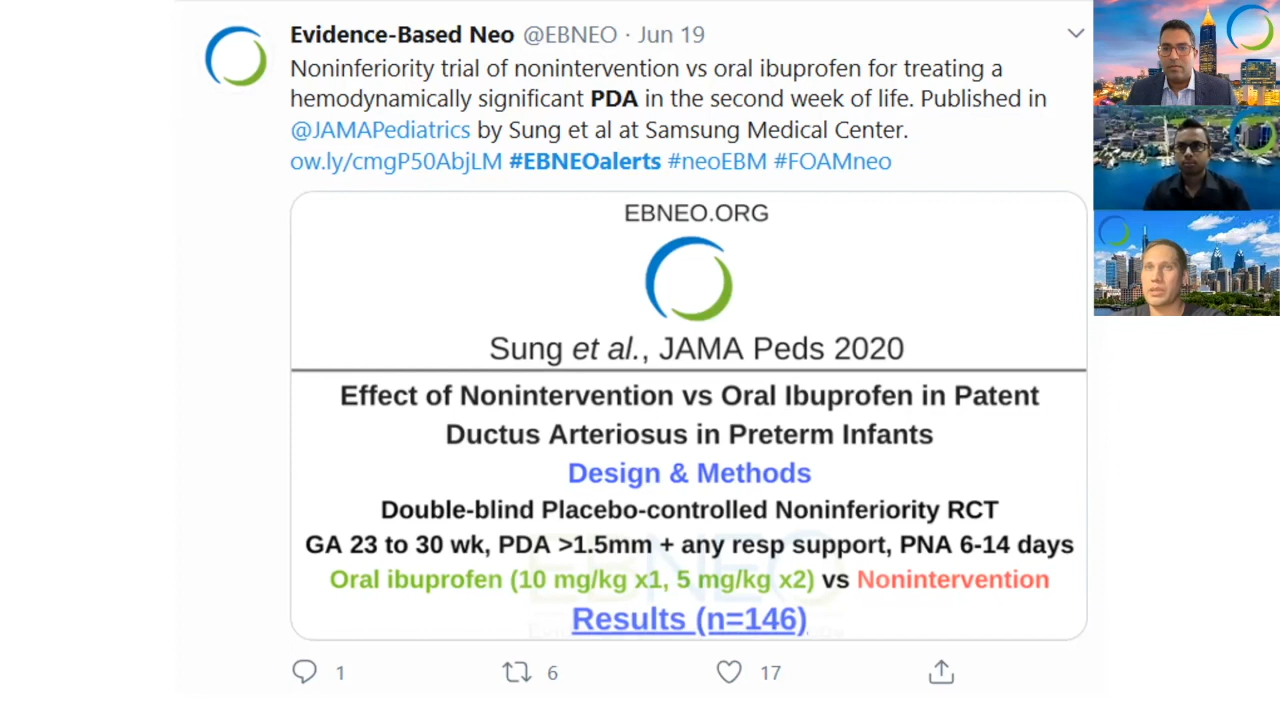 Evidence-Based Neo @EBNEO · Jun 19
Noninferiority trial of nonintervention vs oral ibuprofen for treating a
hemodynamically significant PDA in the second week of life. Published in
@JAMAPediatrics by Sung et al at Samsung Medical Center.
ow.ly/cmgP50AbjLM #EBNEOalerts #neoEBM #FOAMneo
EBNEO.ORG
Sung et al., JAMA Peds 2020
Effect of Nonintervention vs Oral Ibuprofen in Patent
Ductus Arteriosus in Preterm Infants
Design & Methods
Double-blind Placebo-controlled Noninferiority RCT
GA 23 to 30 wk, PDA >1.5mm + any resp support, PNA 6-14 days
Oral ibuprofen (10 mg/kg x1, 5 mg/kg x2) vs Nonintervention
EBNEO
Results (n=146)
1 6 17